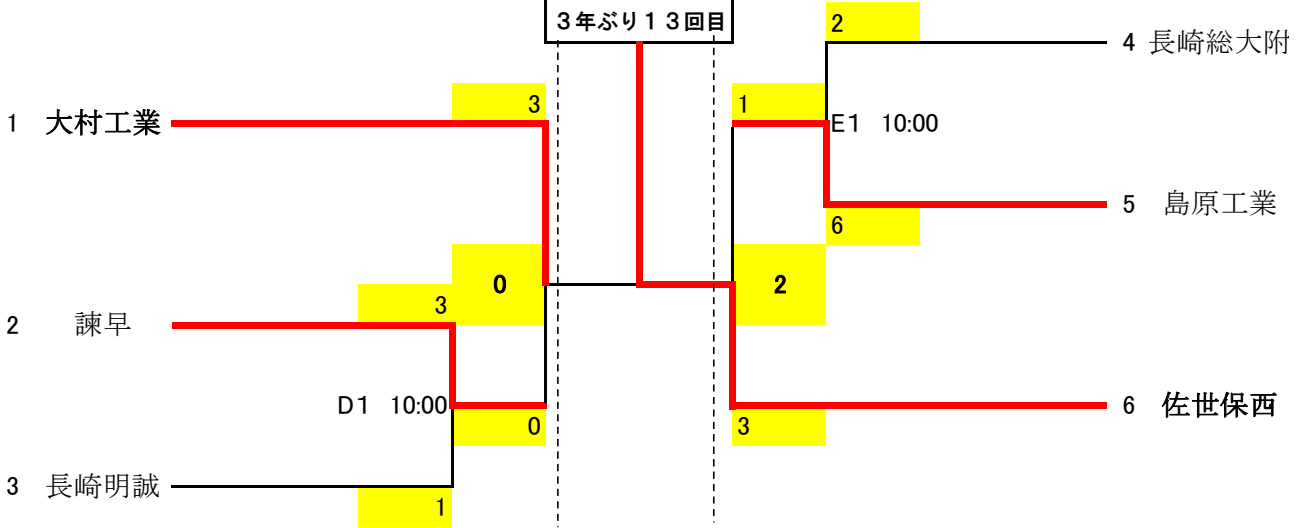 ３年ぶり１３回目
2
4 長崎総大附
3
1
1 大村工業
E1 10:00
5 島原工業
6
0
2
3
2 諫早
D1 10:00
6 佐世保西
0
3
3 長崎明誠
1